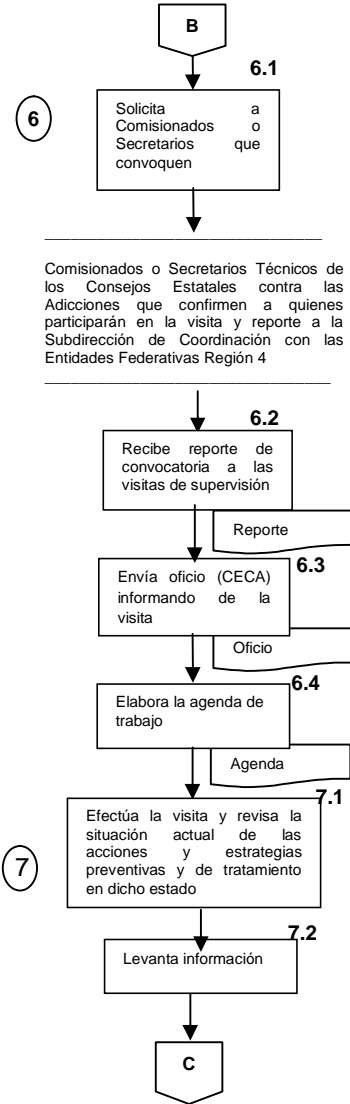 B
6.1
6
Solicita a
Comisionados o
Secretarios que
convoquen
Comisionados o Secretarios Técnicos de
los Consejos Estatales contra las
Adicciones que confirmen a quienes
participarán en la visita y reporte a la
Subdirección de Coordinación con las
Entidades Federativas Región 4
6.2
Recibe reporte de
convocatoria a las
visitas de supervisión
Reporte
6.3
Envía oficio (CECA)
informando de la
visita
Oficio
6.4
Elabora la agenda de
trabajo
Agenda
7.1
7
Efectúa la visita y revisa la
situación actual de las
acciones y estrategias
preventivas y de tratamiento
en dicho estado
7.2
Levanta información
C